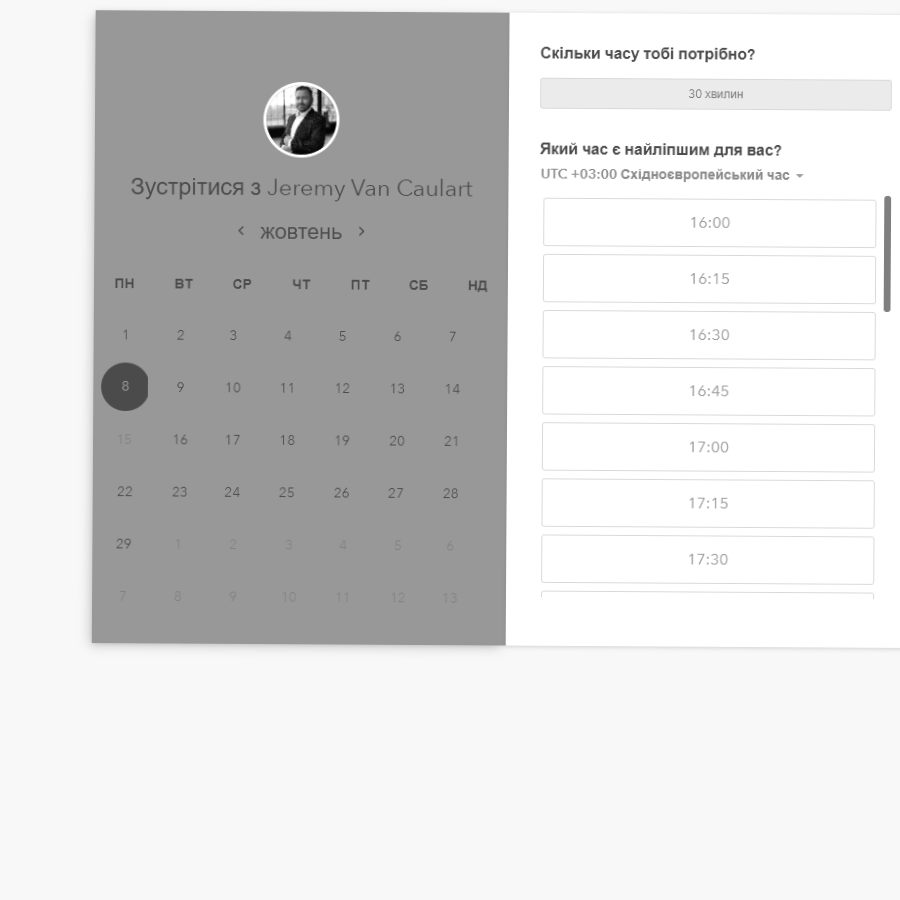 Зустрітися з Jeremy Van Caulart
жовтень
ПН ВТ СР ЧТ ПТ СБ НД
1 2 3 4 5 6 7
8 9 10 11 12 13 14
15 16 17 18 19 20 21
22 23 24 25 26 27 28
29 1 2 3 4 5 6
7 8 9 10 11 12 13
Скільки часу тобі потрібно?
30 хвилин
Який час є найліпшим для вас?
UTC +03:00 Східноєвропейський час
16:00
16:15
16:30
16:45
17:00
17:15
17:30